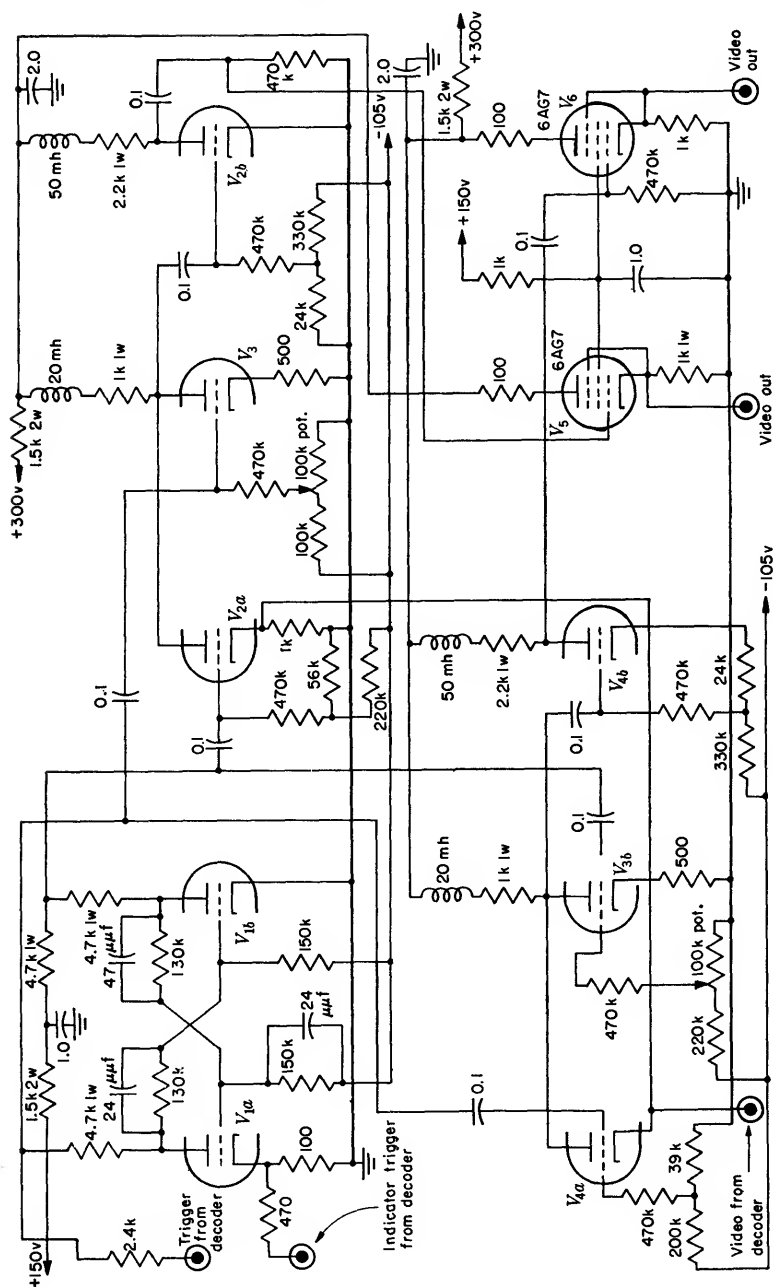 +300v
1.5k 2w
2.0
50 mh
2.2k 1w
0.1
V2b
470
k
20 mh
1k 1w
0.1
V3
470k
330k
24k
500
-105v
470k
100k pot.
100k
0.1
V2a
1k
470k
56k
220k
0.1
4.7k 1w
4.7k 1w
47 μμf
130k
V1b
150k
1.0
1.5k 2w
24 μμf
130k
24
μμf
150k
4.7k 1w
V1a
100
470
+150v
2.4k
Trigger
from
decoder
Indicator trigger
from decoder
2.0
1.5k 2w
+300v
100
6AG7
V6
Video
out
1k
470k
0.1
+150v
1k
1.0
100
6AG7
V5
1k 1w
Video out
50 mh
2.2k 1w
V4b
0.1
470k
24k
330k
-105v
20 mh
1k 1w
0.1
V3b
500
470k
100k pot.
220k
0.1
V4a
470k
39k
200k
Video from
decoder